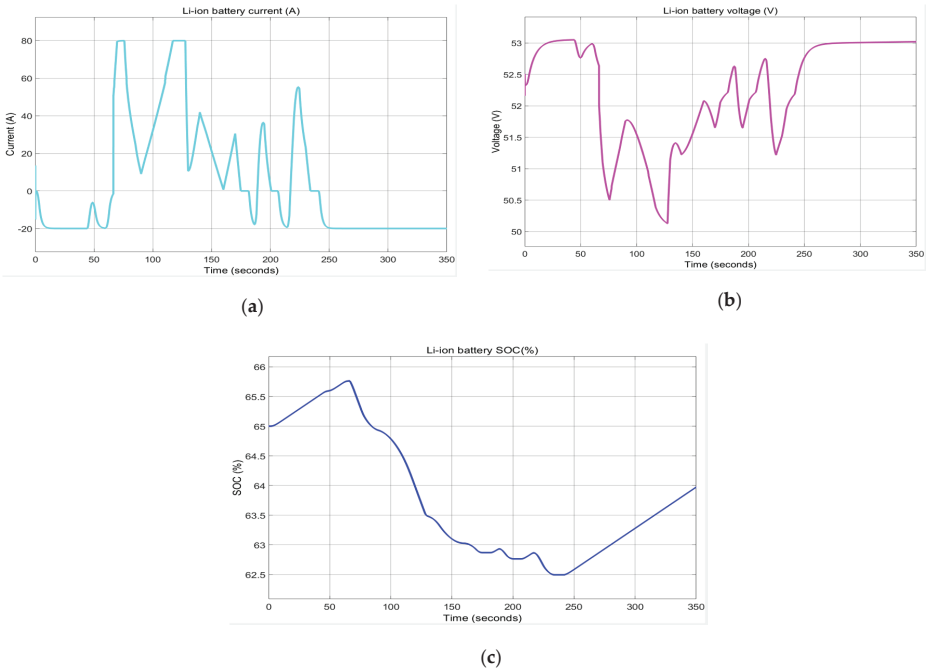 Li-ion battery current (A)
80
60
40
20
0
-20
Current (A)
0 50 100 150 200 250 300 350
Time (seconds)
(a)
Li-ion battery voltage (V)
53
52.5
52
51.5
51
50.5
50
Voltage (V)
0 50 100 150 200 250 300 350
Time (seconds)
(b)
Li-ion battery SOC(%)
66
65.5
65
64.5
64
63.5
63
62.5
SOC (%)
0 50 100 150 200 250 300 350
Time (seconds)
(c)